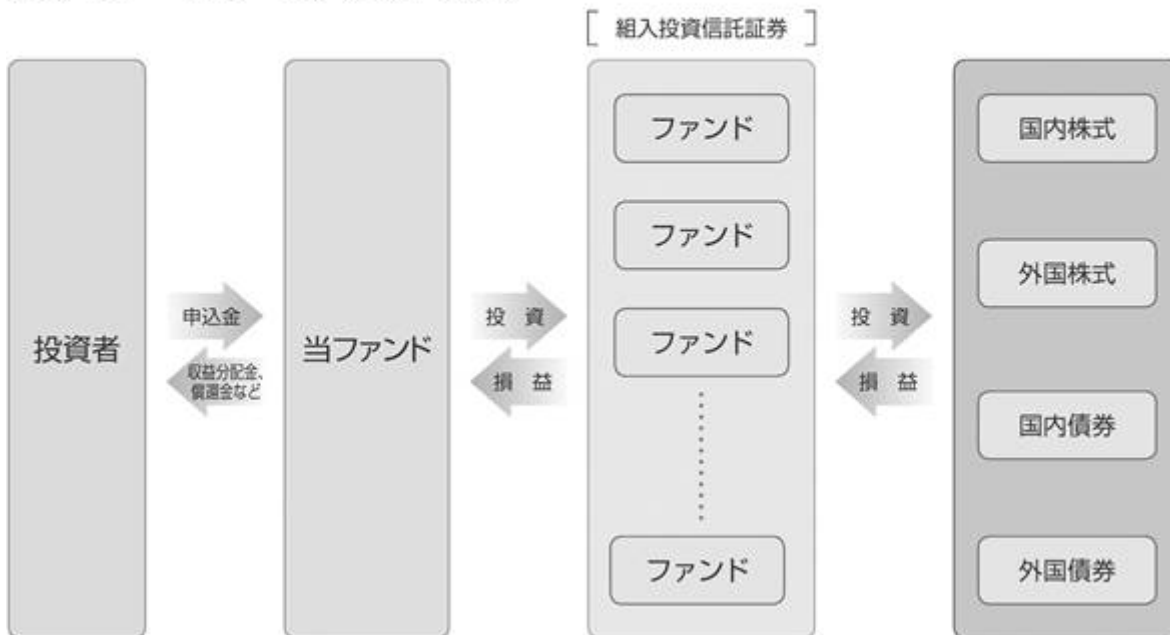 [ 組入投資信託証券 ]
投資者
申込金
収益分配金、
償還金など
当ファンド
投 資
損 益
ファンド
ファンド
ファンド
ファンド
投 資
損 益
国内株式
外国株式
国内債券
外国債券